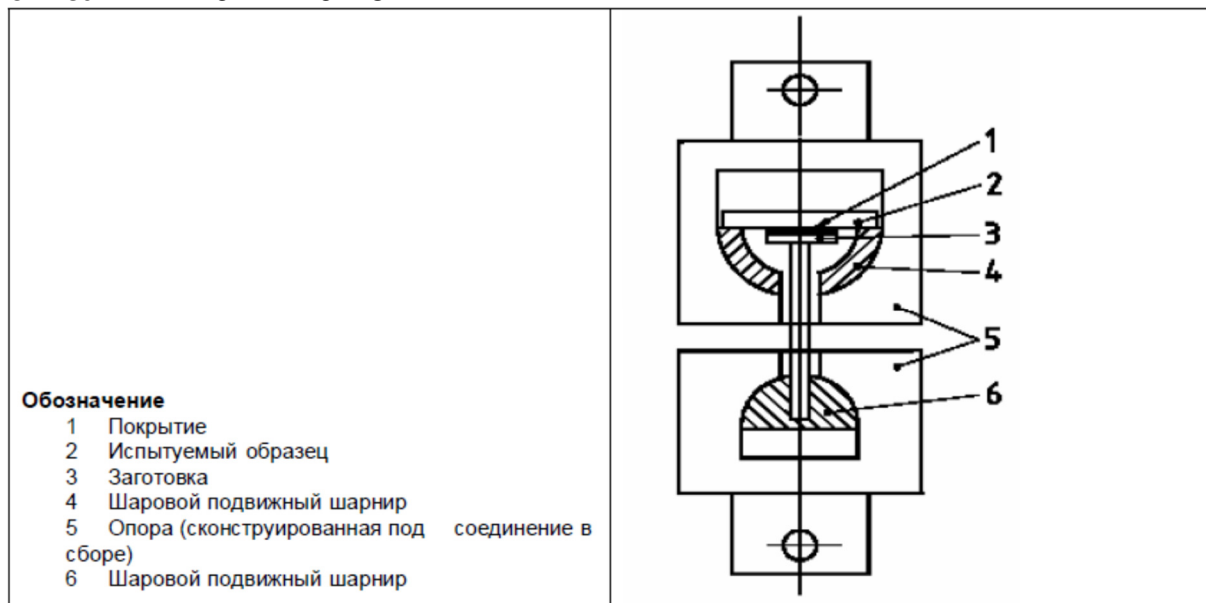 Обозначение
1 Покрытие
2 Испытуемый образец
3 Заготовка
4 Шаровой подвижный шарнир
5 Опора (сконструированная под соединение в
сборе)
6 Шаровой подвижный шарнир
1
2
3
4
5
6